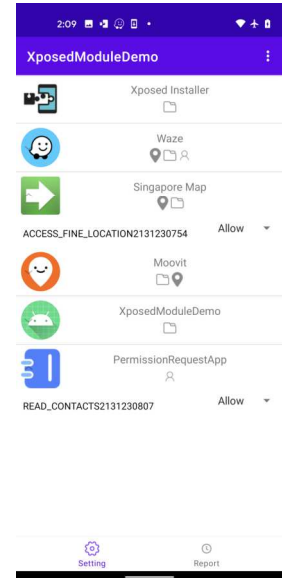 2:09
XposedModuleDemo
Xposed Installer
Waze
Singapore Map
ACCESS_FINE_LOCATION2131230754 Allow
Moovit
XposedModuleDemo
PermissionRequestApp
READ_CONTACTS2131230807 Allow
Setting Report